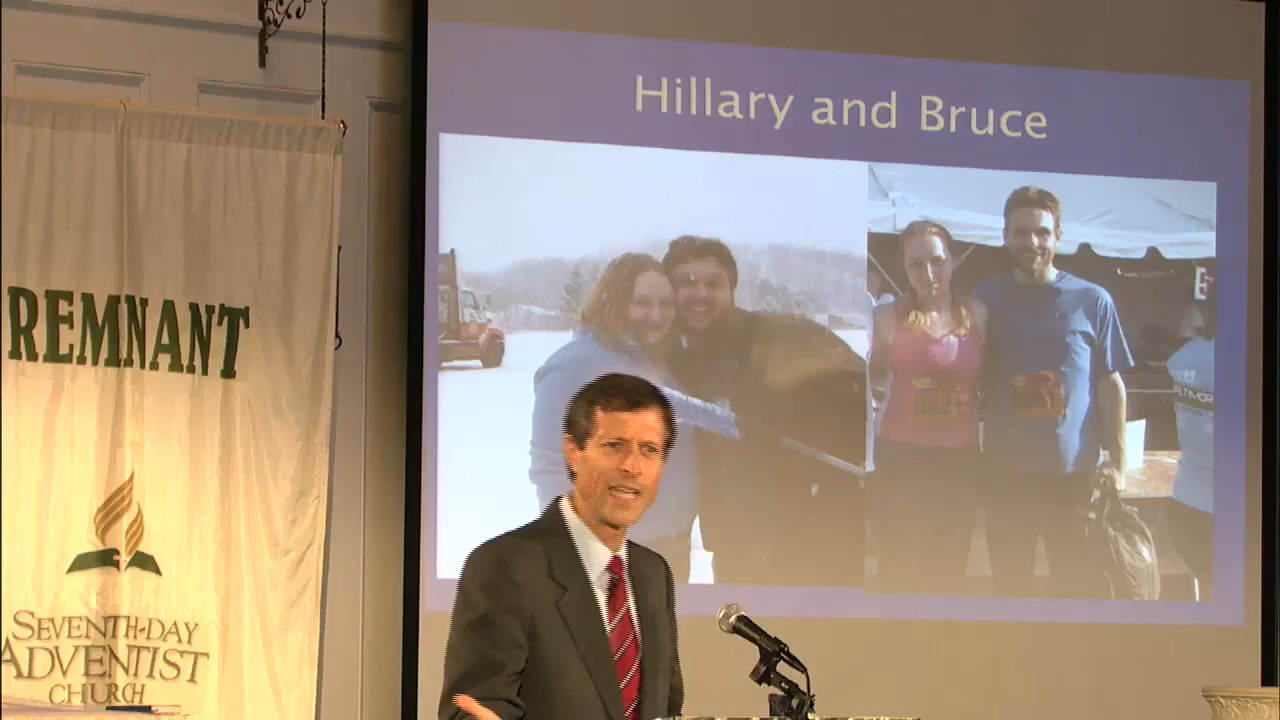 Hillary and Bruce
REMNANT
SEVENTH-DAY
ADVENTIST
CHURCH